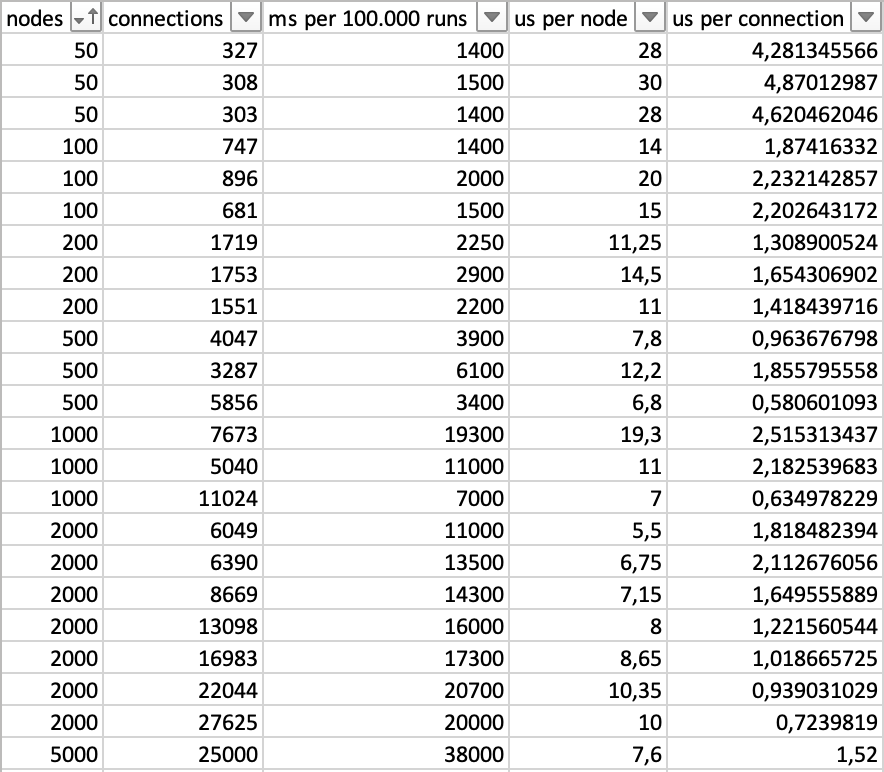 nodes connections ms per 100.000 runs us per node us per connection
50 327 1400 28 4,281345566
50 308 1500 30 4,87012987
50 303 1400 28 4,620462046
100 747 1400 14 1,87416332
100 896 2000 20 2,232142857
100 681 1500 15 2,202643172
200 1719 2250 11,25 1,308900524
200 1753 2900 14,5 1,654306902
200 1551 2200 11 1,418439716
500 4047 3900 7,8 0,963676798
500 3287 6100 12,2 1,855795558
500 5856 3400 6,8 0,580601093
1000 7673 19300 19,3 2,515313437
1000 5040 11000 11 2,182539683
1000 11024 7000 7 0,634978229
2000 6049 11000 5,5 1,818482394
2000 6390 13500 6,75 2,112676056
2000 8669 14300 7,15 1,649555889
2000 13098 16000 8 1,221560544
2000 16983 17300 8,65 1,018665725
2000 22044 20700 10,35 0,939031029
2000 27625 20000 10 0,7239819
5000 25000 38000 7,6 1,52